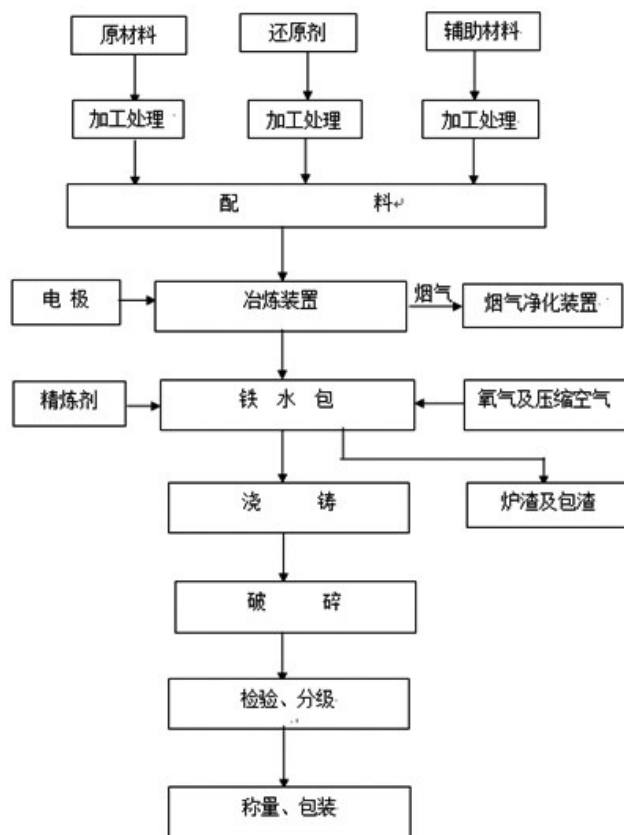 原材料 还原剂 辅助材料
加工处理 加工处理 加工处理
配 料
电 极 冶炼装置 烟气 烟气净化装置
精炼剂 铁 水 包 氧气及压缩空气
浇 铸 炉渣及包渣
破 碎
检验、分级
称量、包装